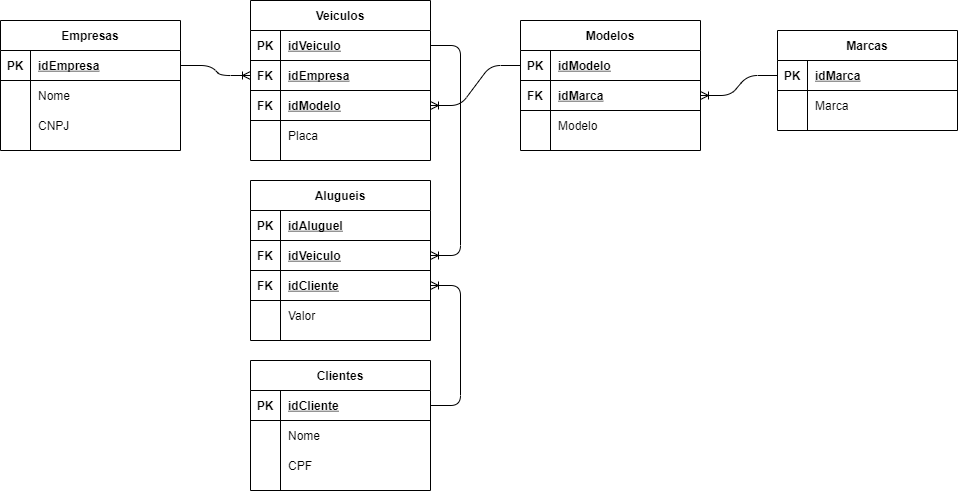 Empresas
PK idEmpresa
Nome
CNPJ
Veiculos
PK idVeiculo
FK idEmpresa
FK idModelo
Placa
Modelos
PK idModelo
FK idMarca
Modelo
Marcas
PK idMarca
Marca
Alugueis
PK idAluguel
FK idVeiculo
FK idCliente
Valor
Clientes
PK idCliente
Nome
CPF